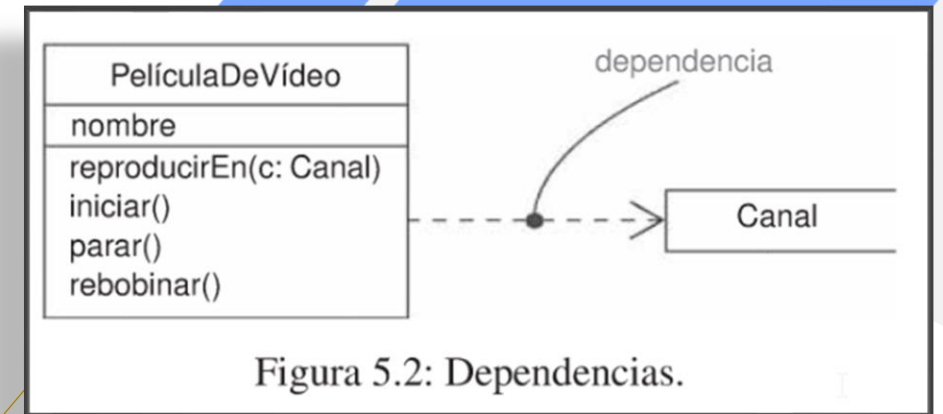 PelículaDeVídeo
nombre
reproducirEn(c: Canal)
iniciar()
parar()
rebobinar()
dependencia
Canal
Figura 5.2: Dependencias.